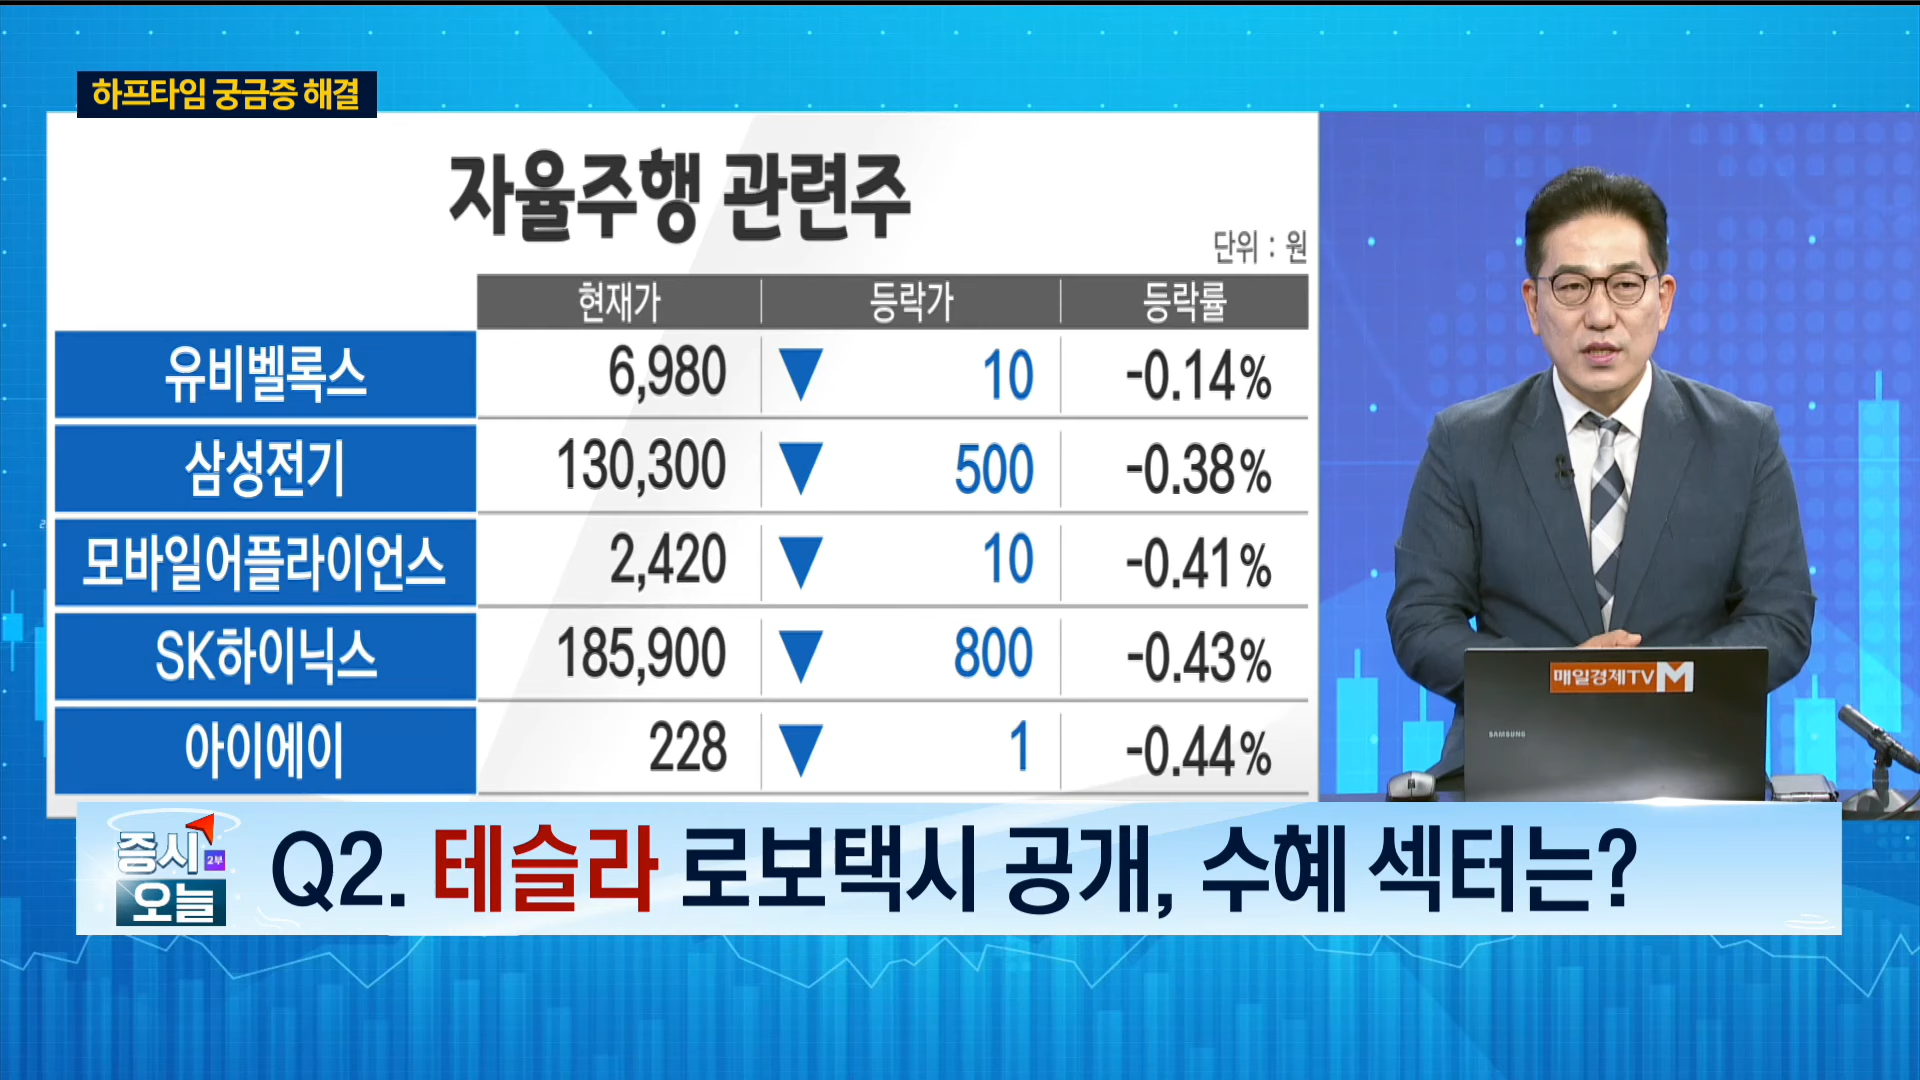 하프타임 궁금증 해결
자율주행 관련주
단위 : 원
현재가 등락가 등락률
유비벨록스 6,980 ▼ 10 -0.14%
삼성전기 130,300 ▼ 500 -0.38%
모바일어플라이언스 2,420 ▼ 10 -0.41%
SK하이닉스 185,900 ▼ 800 -0.43%
아이에이 228 ▼ 1 -0.44%
매일경제TV M
SAMSUNG
증시 2부
오늘
Q2. 테슬라 로보택시 공개, 수혜 섹터는?